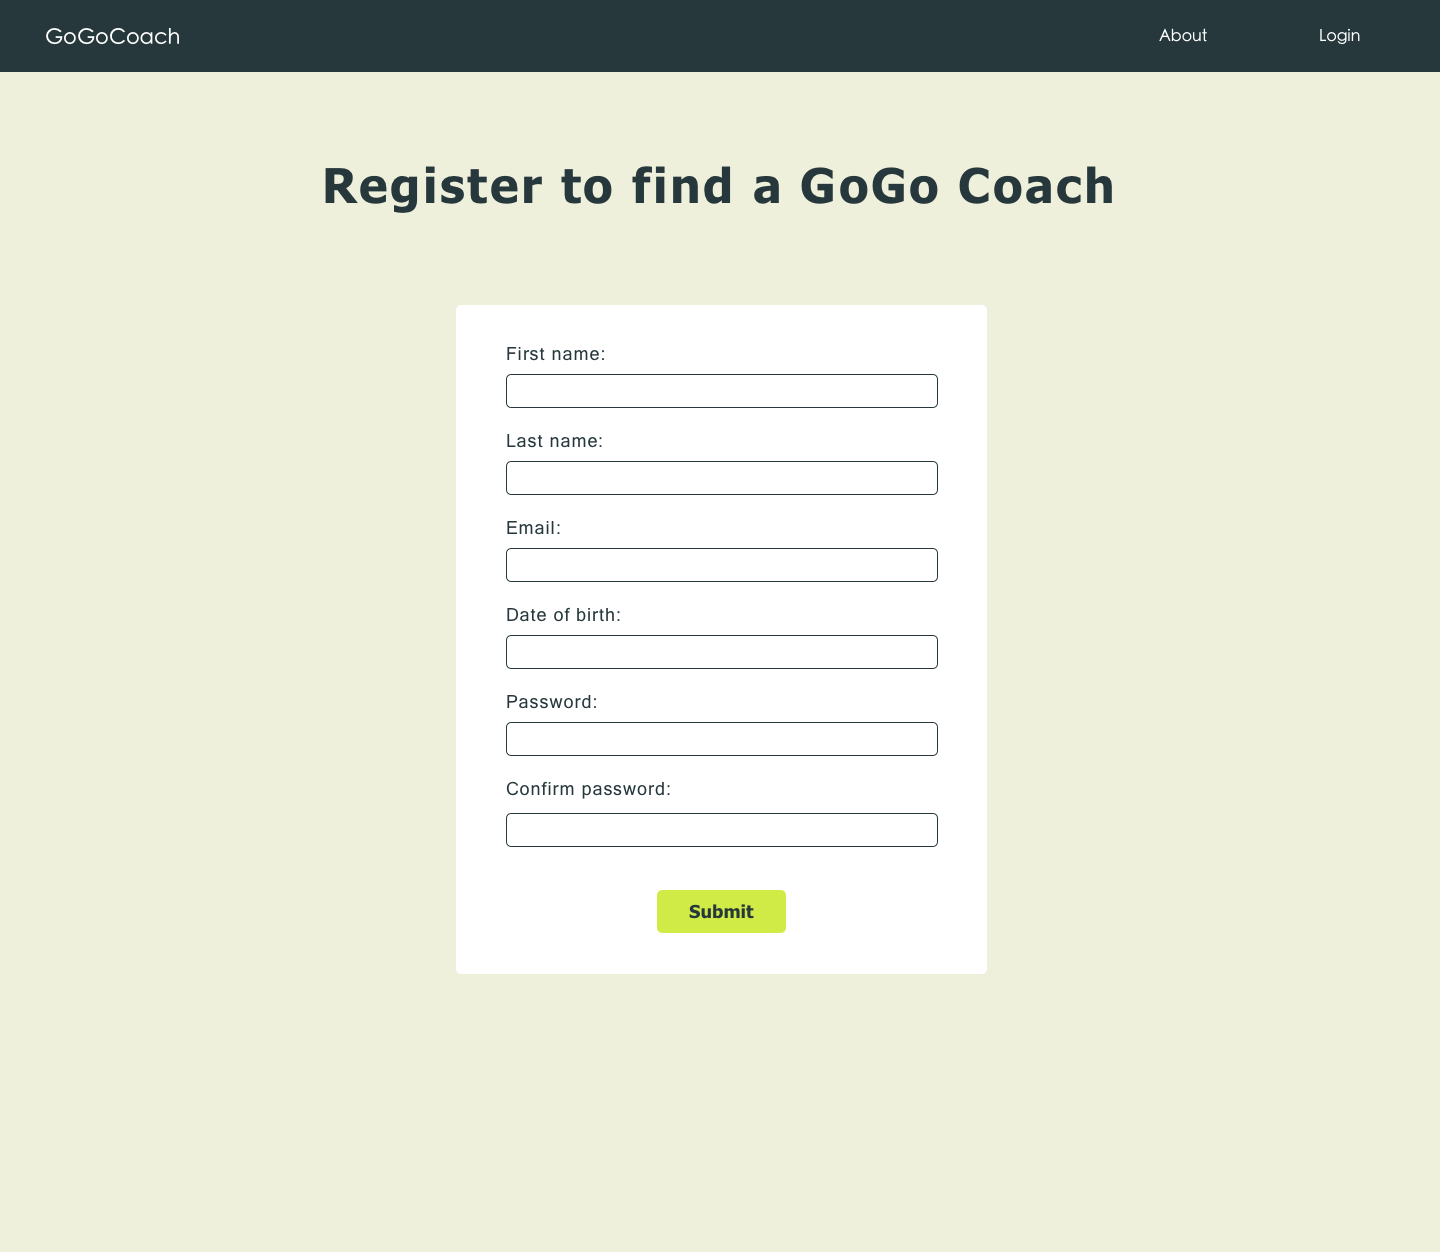 GoGoCoach About Login
Register to find a GoGo Coach
First name:
Last name:
Email:
Date of birth:
Password:
Confirm password:
Submit